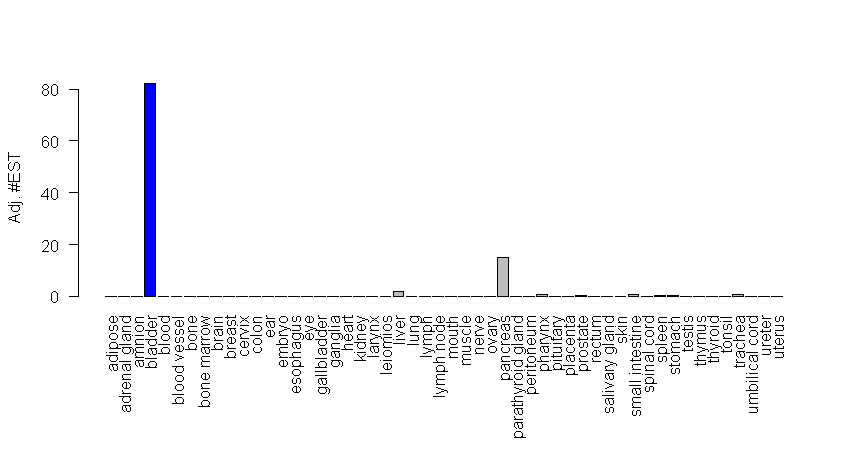 Adj. #EST
80
60
40
20
0
adipose
adrenal gland
amnion
bladder
blood
blood vessel
bone
bone marrow
brain
breast
cervix
colon
ear
embryo
esophagus
eye
gallbladder
ganglia
heart
kidney
larynx
leiomios
liver
lung
lymph
lymph node
mouth
muscle
nerve
ovary
pancreas
parathyroid gland
peritoneum
pharynx
pituitary
placenta
prostate
rectum
salivary gland
skin
small intestine
spinal cord
spleen
stomach
testis
thymus
thyroid
tonsil
trachea
umbilical cord
ureter
uterus